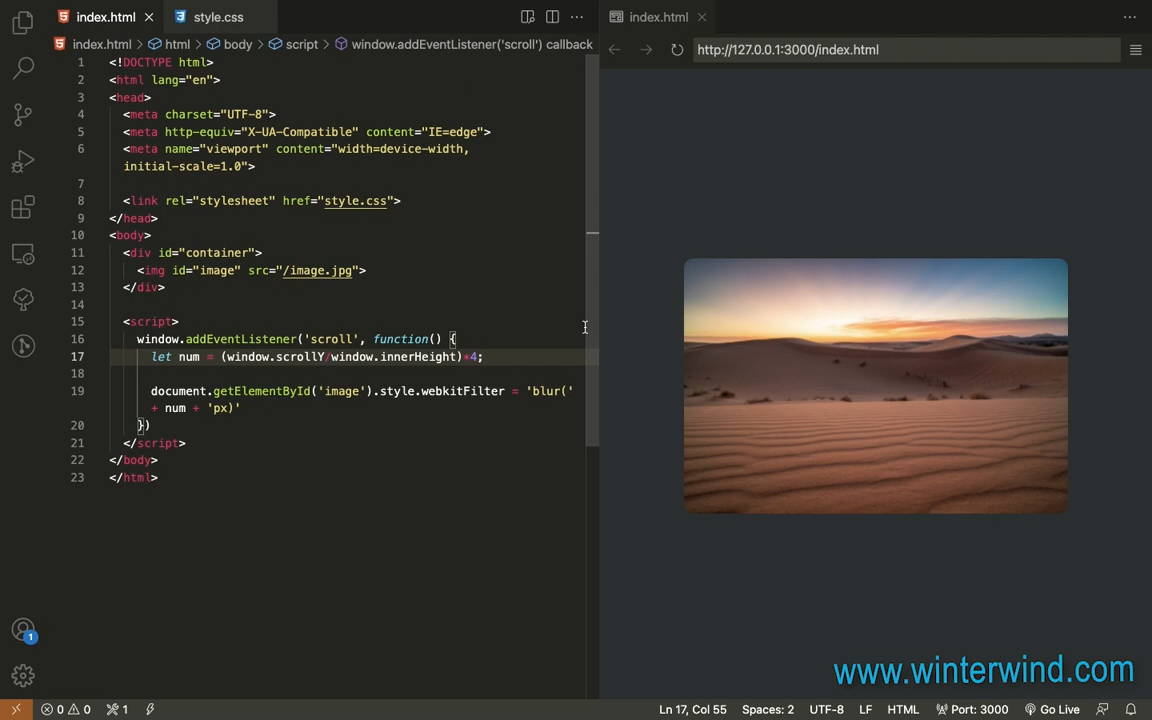 index.html
style.css
index.html
index.html > html > body > script > window.addEventListener('scroll') callback
http://127.0.0.1:3000/index.html
1 <!DOCTYPE html>
2 <html lang="en">
3 <head>
4 <meta charset="UTF-8">
5 <meta http-equiv="X-UA-Compatible" content="IE=edge">
6 <meta name="viewport" content="width=device-width,
initial-scale=1.0">
7
8 <link rel="stylesheet" href="style.css">
9 </head>
10 <body>
11 <div id="container">
12 <img id="image" src="/image.jpg">
13 </div>
14
15 <script>
16 window.addEventListener('scroll', function() {
17 let num = (window.scrollY/window.innerHeight)*4;
18
19 document.getElementById('image').style.webkitFilter = 'blur('
+ num + 'px)'
20 })
21 </script>
22 </body>
23 </html>
1
www.winterwind.com
0 0 1 Ln 17, Col 55 Spaces: 2 UTF-8 LF HTML Port: 3000 Go Live